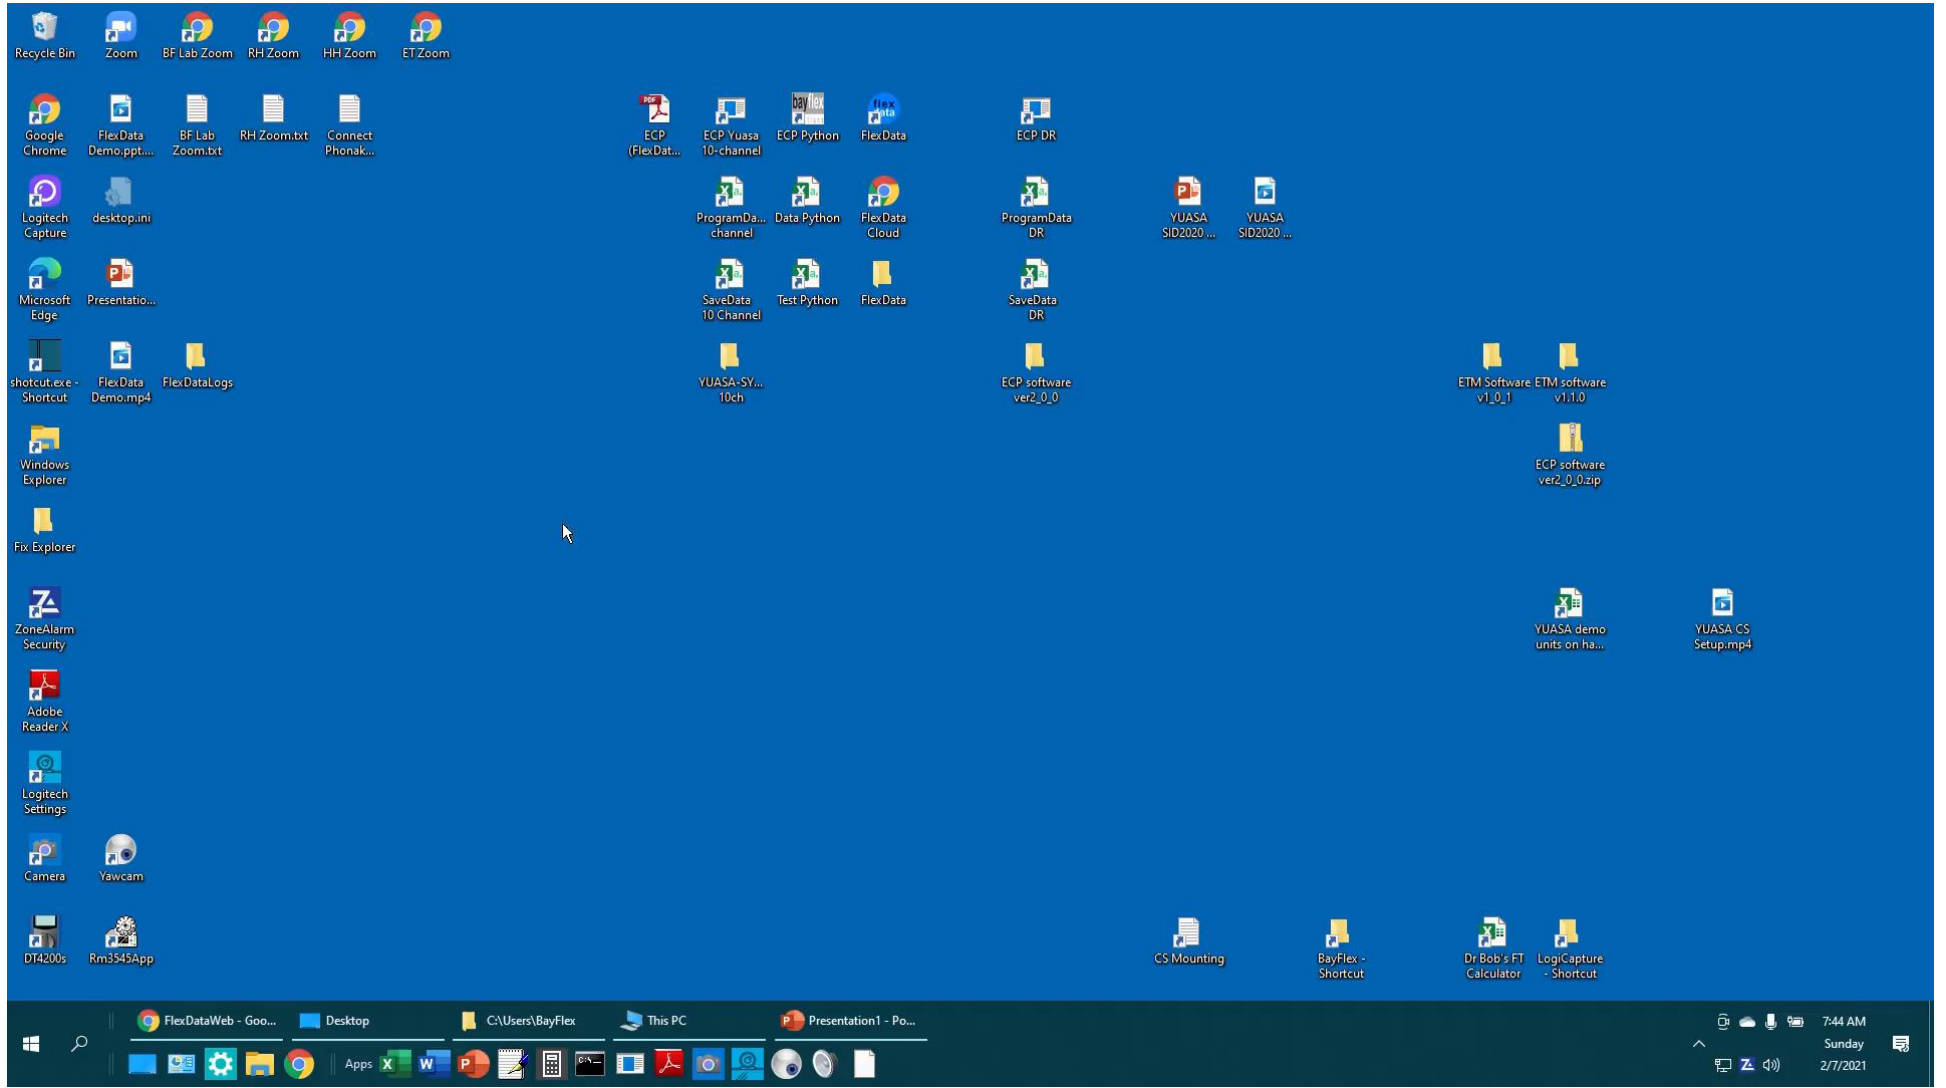 Recycle Bin
Zoom
BF Lab Zoom
RH Zoom
HH Zoom
ET Zoom
Google
Chrome
FlexData
Demo.ppt....
BF Lab
Zoom.txt
RH Zoom.txt
Connect
Phonak...
PDF
ECP
(FlexDat...
ECP Yuasa
10-channel
bayflex
ECP Python
flex
data
FlexData
ECP DR
Logitech
Capture
desktop.ini
ProgramDa...
channel
Data Python
FlexData
Cloud
ProgramData
DR
YUASA
SID2020 ...
YUASA
SID2020 ...
Microsoft
Edge
Presentatio...
SaveData
10 Channel
Test Python
FlexData
SaveData
DR
shotcut.exe -
Shortcut
FlexData
Demo.mp4
FlexDataLogs
YUASA-SY...
10ch
ECP software
ver2_0_0
ETM Software
v1_0_1
ETM software
v1.1.0
Windows
Explorer
ECP software
ver2_0_0.zip
Fix Explorer
ZoneAlarm
Security
YUASA demo
units on ha...
YUASA CS
Setup.mp4
Adobe
Reader X
Logitech
Settings
Camera
Yawcam
DT4200s
Rm3545App
CS Mounting
BayFlex -
Shortcut
Dr Bob's FT
Calculator
LogiCapture
- Shortcut
FlexDataWeb - Goo...
Desktop
C:\Users\BayFlex
This PC
Presentation1 - Po...
Apps
7:44 AM
Sunday
2/7/2021